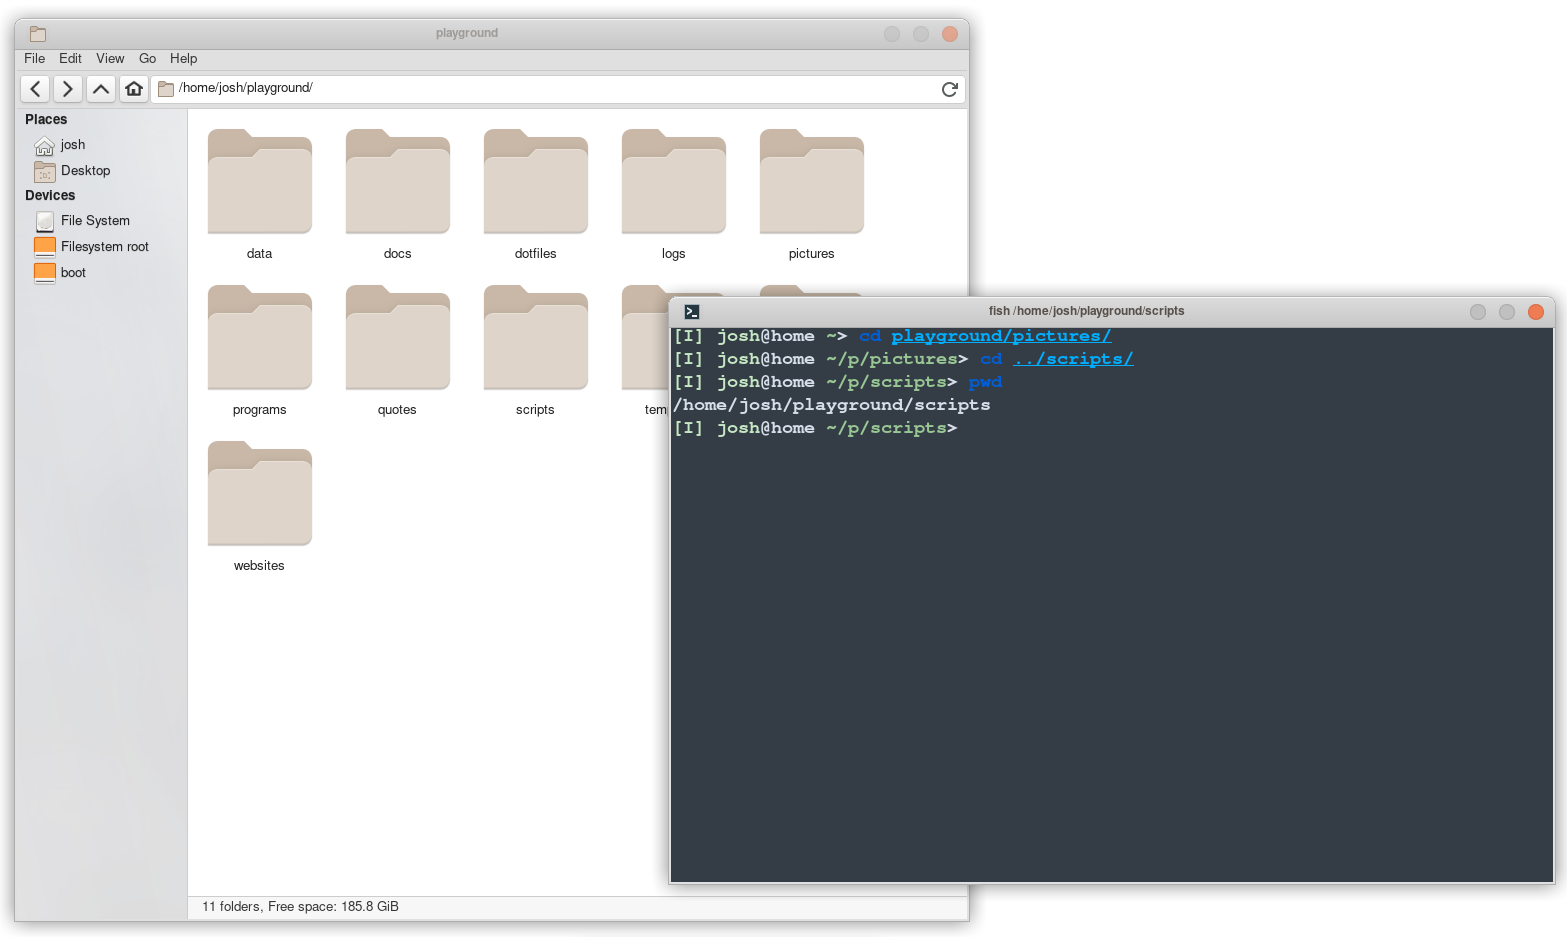 playground
File Edit View Go Help
/home/josh/playground/
Places
josh
Desktop
Devices
File System
Filesystem root
boot
data docs dotfiles logs pictures
programs quotes scripts
websites
11 folders, Free space: 185.8 GiB
fish /home/josh/playground/scripts
[I] josh@home ~> cd playground/pictures/
[I] josh@home ~/p/pictures> cd ../scripts/
[I] josh@home ~/p/scripts> pwd
/home/josh/playground/scripts
[I] josh@home ~/p/scripts>